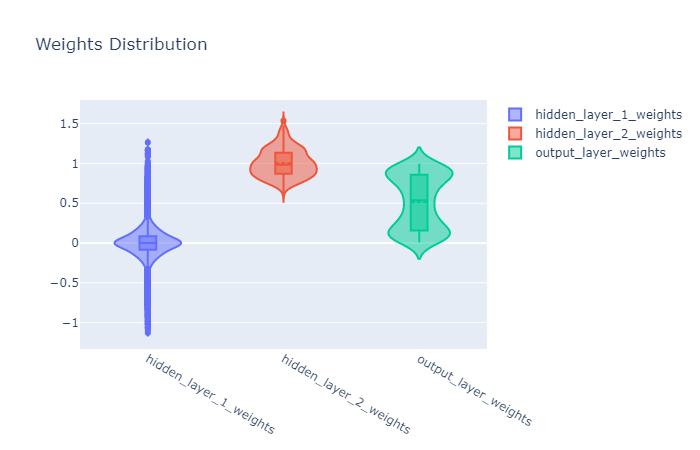 Weights Distribution
1.5
1
0.5
0
−0.5
−1
hidden_layer_1_weights
hidden_layer_2_weights
output_layer_weights
hidden_layer_1_weights
hidden_layer_2_weights
output_layer_weights